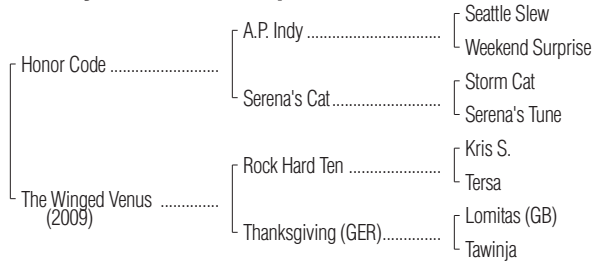 Seattle Slew
A.P. Indy ............................
Weekend Surprise
Honor Code .......................
Storm Cat
Serena's Cat.......................
Serena's Tune
Kris S.
Rock Hard Ten ...................
Tersa
The Winged Venus ............
(2009)
Lomitas (GB)
Thanksgiving (GER)............
Tawinja